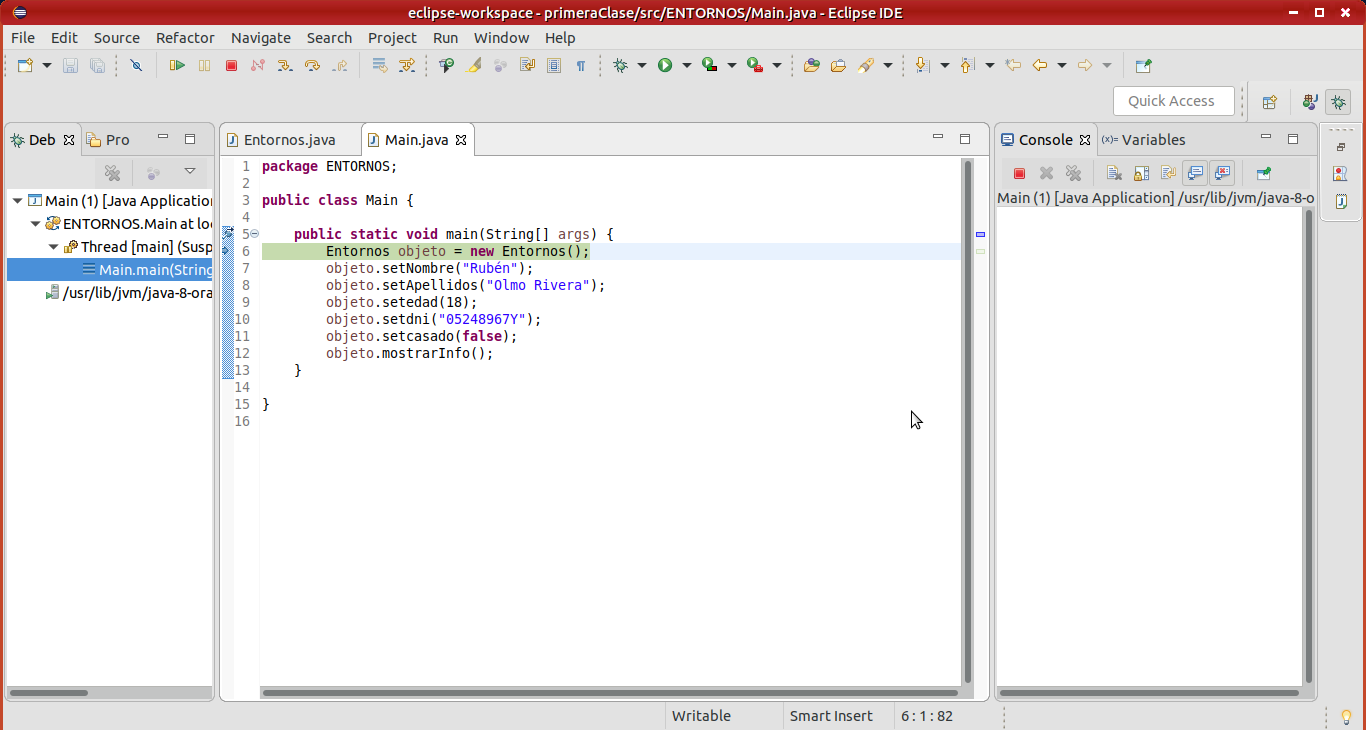 eclipse-workspace - primeraClase/src/ENTORNOS/Main.java - Eclipse IDE
File Edit Source Refactor Navigate Search Project Run Window Help
Quick Access
Deb Pro
Main (1) [Java Application
ENTORNOS.Main at loc
Thread [main] (Susp
Main.main(String
/usr/lib/jvm/java-8-ora
Entornos.java Main.java
1 package ENTORNOS;
2
3 public class Main {
4
5 public static void main(String[] args) {
6 Entornos objeto = new Entornos();
7 objeto.setNombre("Rubén");
8 objeto.setApellidos("Olmo Rivera");
9 objeto.setedad(18);
10 objeto.setdni("05248967Y");
11 objeto.setcasado(false);
12 objeto.mostrarInfo();
13 }
14
15 }
16
Console (x)= Variables
Main (1) [Java Application] /usr/lib/jvm/java-8-o
Writable Smart Insert 6 : 1 : 82